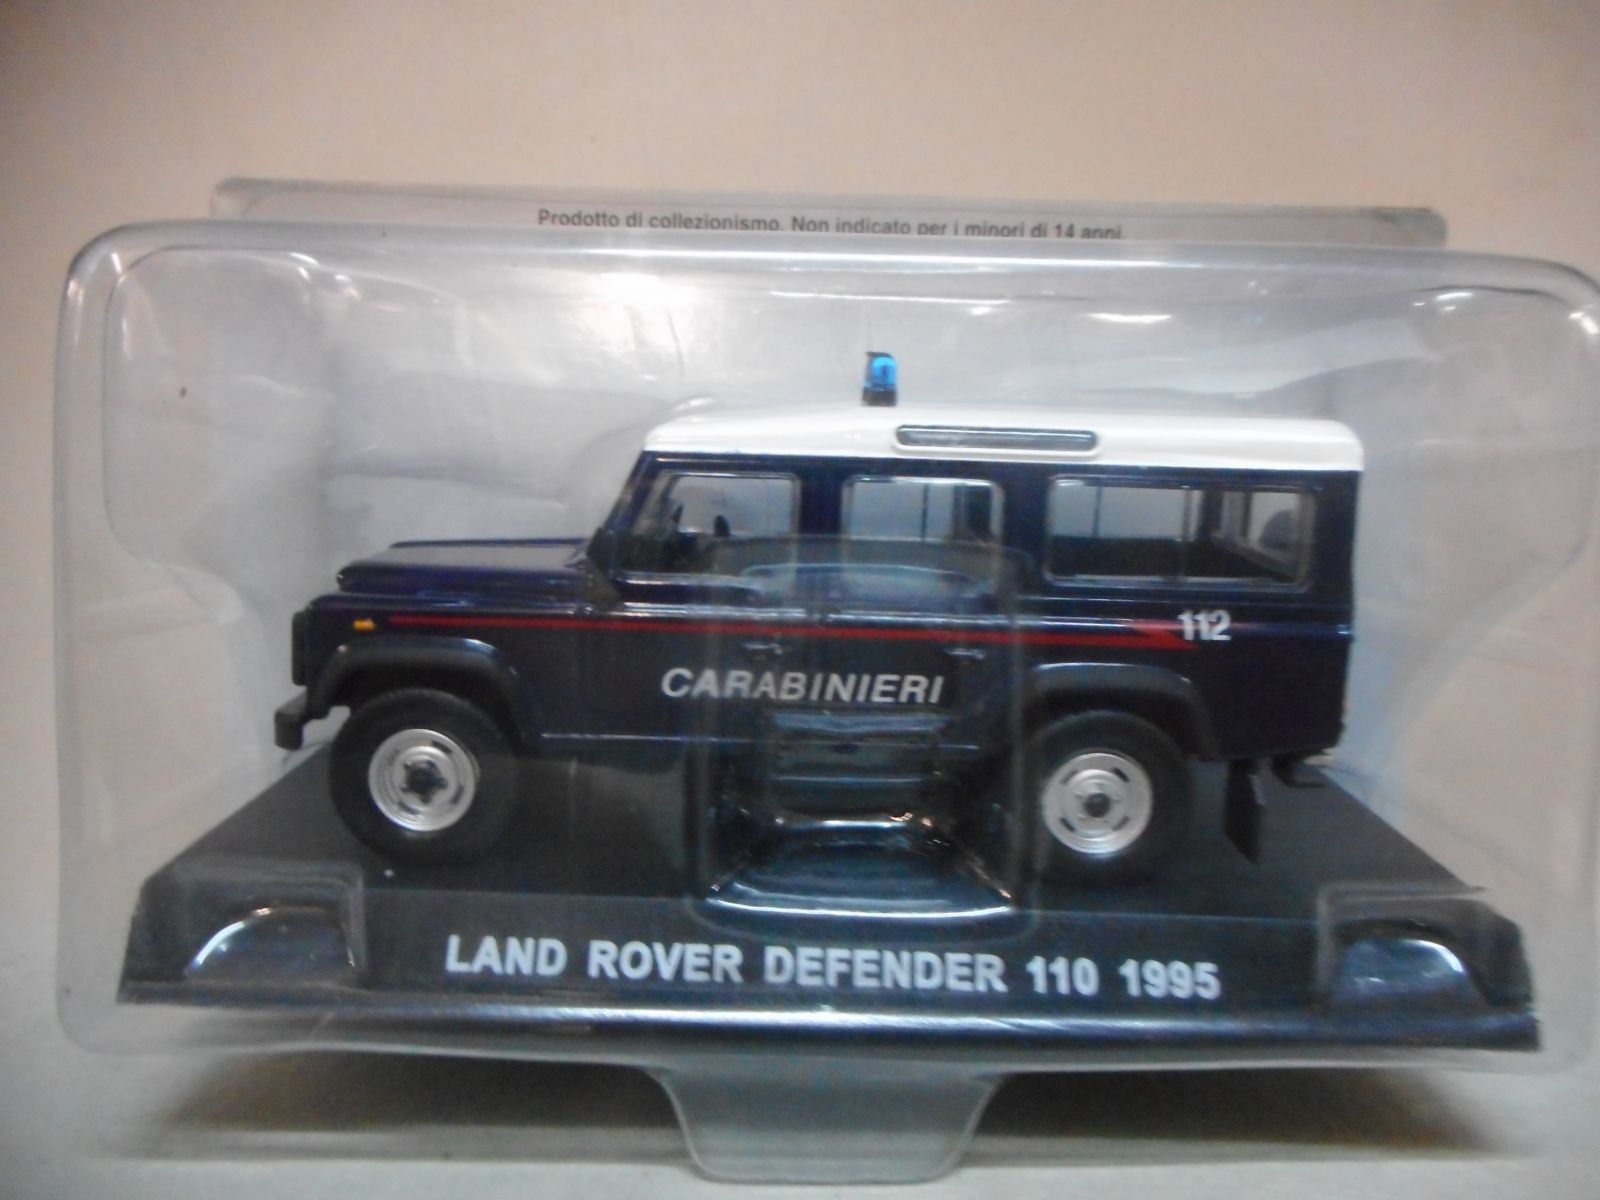 Prodotto di collezionismo. Non indicato per i minori di 14 anni.
112
CARABINIERI
LAND ROVER DEFENDER 110 1995